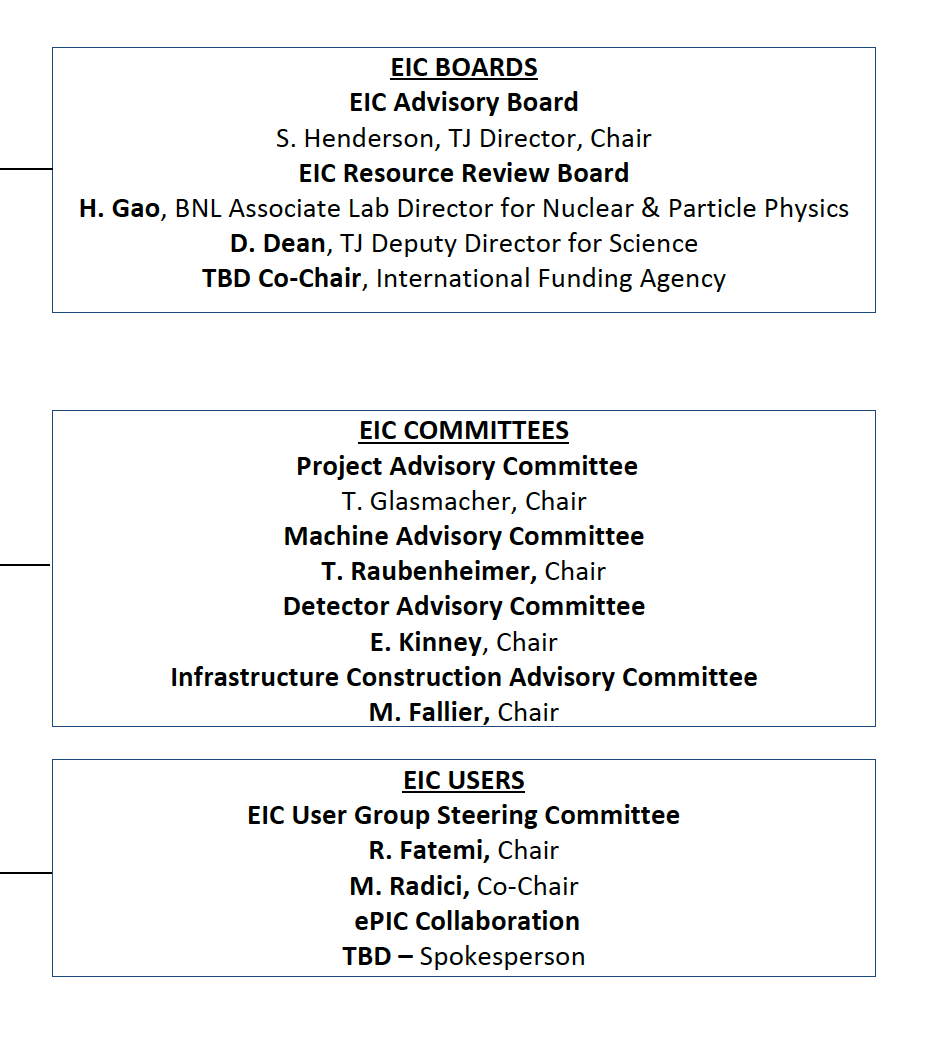 EIC BOARDS
EIC Advisory Board
S. Henderson, TJ Director, Chair
EIC Resource Review Board
H. Gao, BNL Associate Lab Director for Nuclear & Particle Physics
D. Dean, TJ Deputy Director for Science
TBD Co-Chair, International Funding Agency
EIC COMMITTEES
Project Advisory Committee
T. Glasmacher, Chair
Machine Advisory Committee
T. Raubenheimer, Chair
Detector Advisory Committee
E. Kinney, Chair
Infrastructure Construction Advisory Committee
M. Fallier, Chair
EIC USERS
EIC User Group Steering Committee
R. Fatemi, Chair
M. Radici, Co-Chair
ePIC Collaboration
TBD – Spokesperson